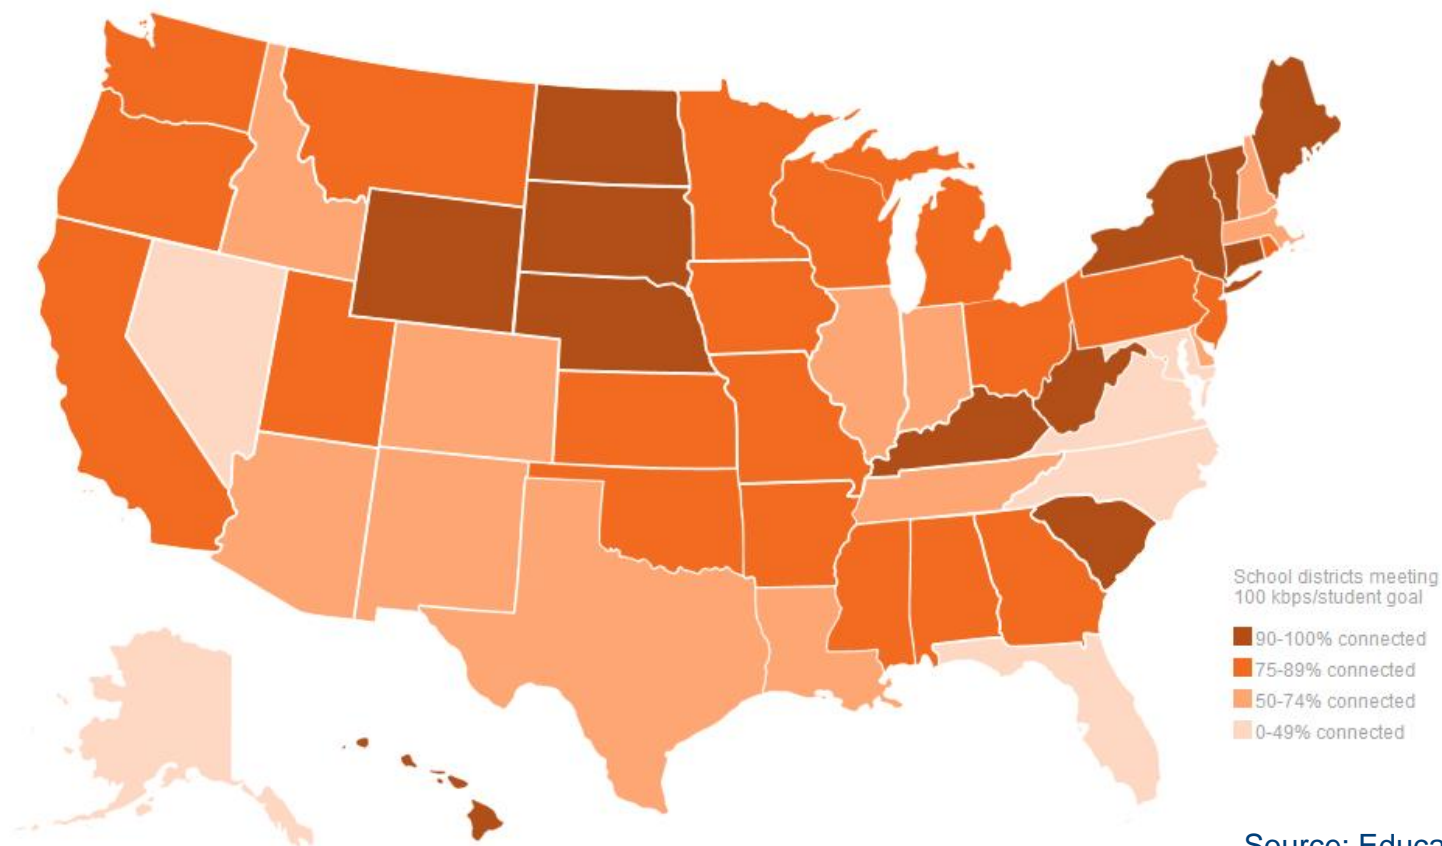 School districts meeting
100 kbps/student goal
90-100% connected
75-89% connected
50-74% connected
0-49% connected
Source: